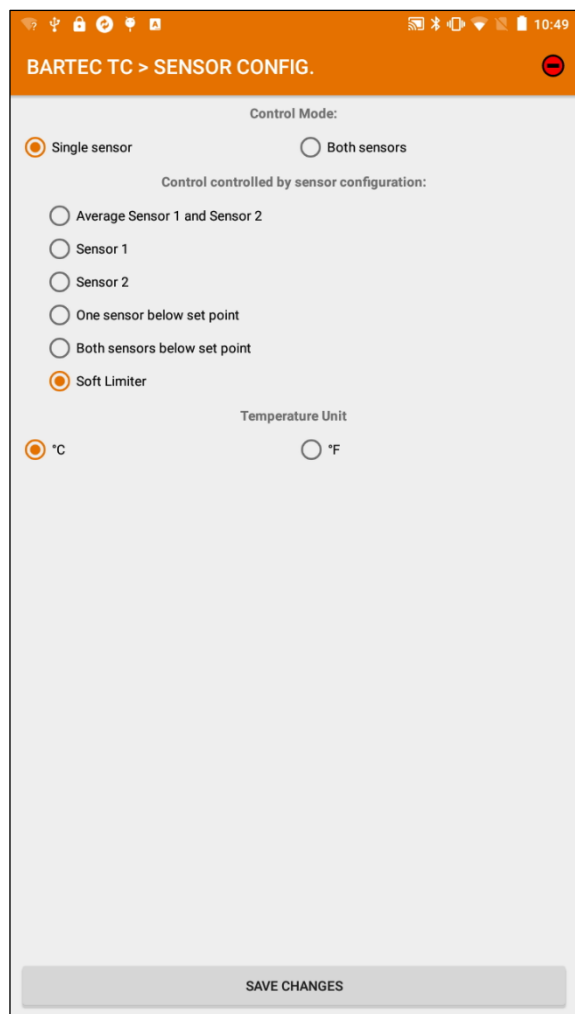 10:49
BARTEC TC > SENSOR CONFIG.
Control Mode:
Single sensor Both sensors
Control controlled by sensor configuration:
Average Sensor 1 and Sensor 2
Sensor 1
Sensor 2
One sensor below set point
Both sensors below set point
Soft Limiter
Temperature Unit
°C °F
SAVE CHANGES